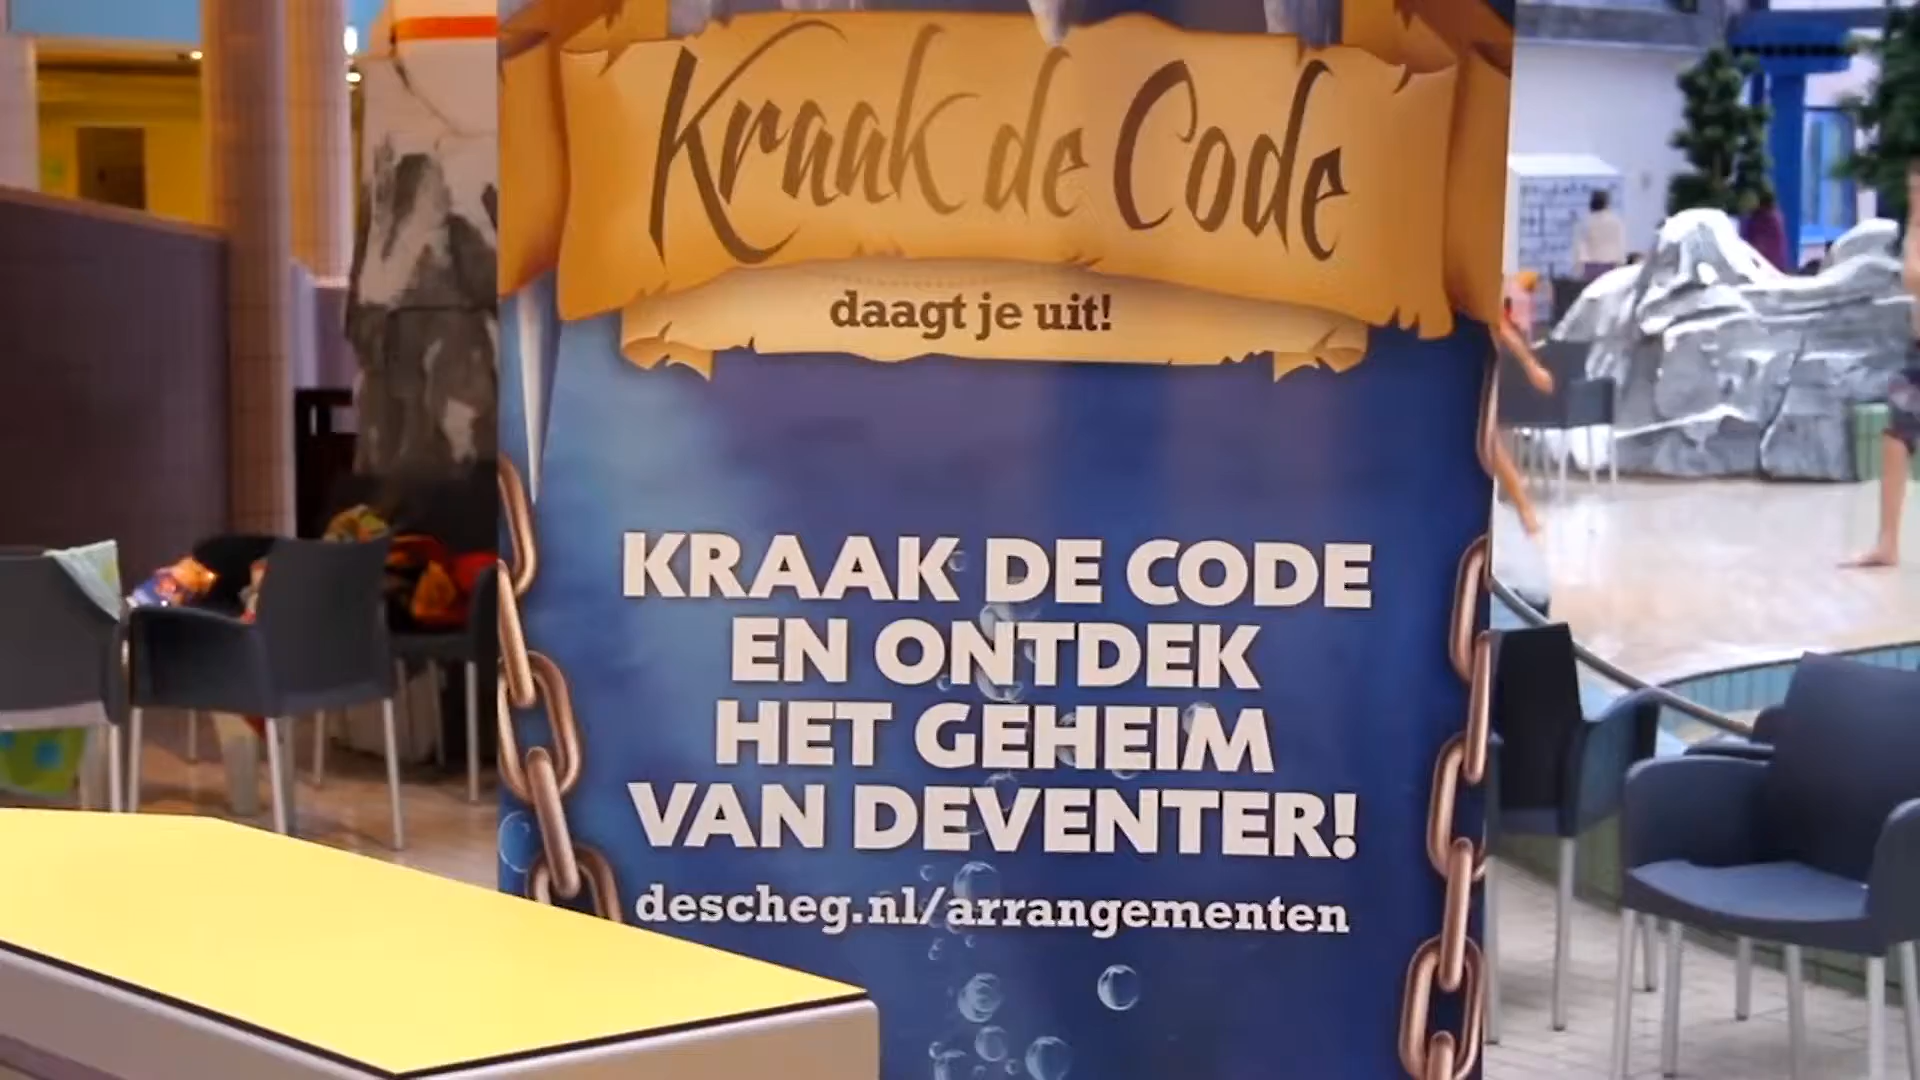 Kraak de Code
daagt je uit!
KRAAK DE CODE
EN ONTDEK
HET GEHEIM
VAN DEVENTER!
descheg.nl/arrangementen